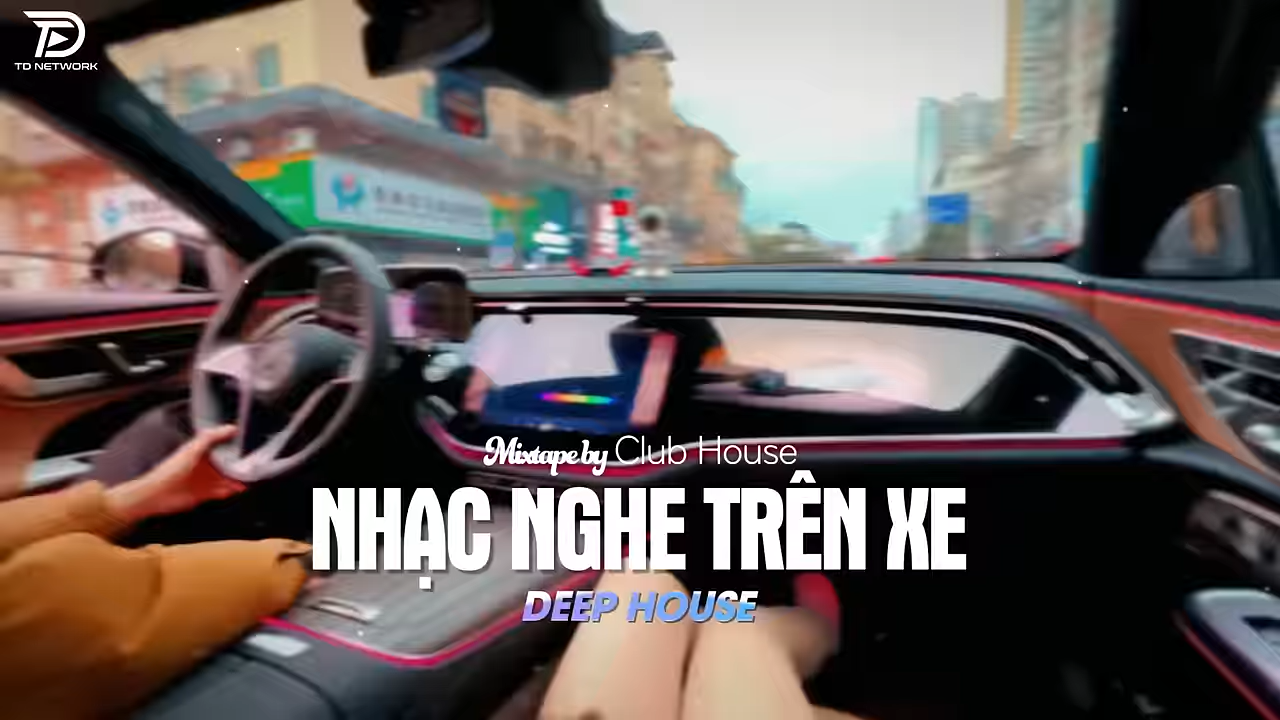 TD NETWORK
Mixtape by Club House
NHẠC NGHE TRÊN XE
DEEP HOUSE